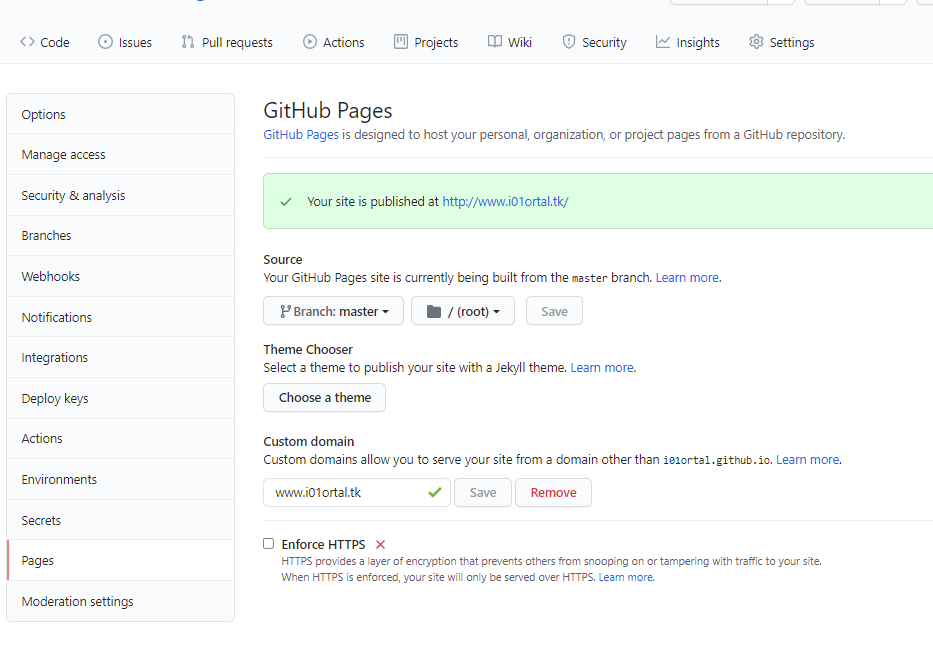 Code Issues Pull requests Actions Projects Wiki Security Insights Settings
Options
Manage access
Security & analysis
Branches
Webhooks
Notifications
Integrations
Deploy keys
Actions
Environments
Secrets
Pages
Moderation settings
GitHub Pages
GitHub Pages is designed to host your personal, organization, or project pages from a GitHub repository.
Your site is published at http://www.i01ortal.tk/
Source
Your GitHub Pages site is currently being built from the master branch. Learn more.
Branch: master / (root) Save
Theme Chooser
Select a theme to publish your site with a Jekyll theme. Learn more.
Choose a theme
Custom domain
Custom domains allow you to serve your site from a domain other than i01ortal.github.io. Learn more.
www.i01ortal.tk Save Remove
Enforce HTTPS
HTTPS provides a layer of encryption that prevents others from snooping on or tampering with traffic to your site.
When HTTPS is enforced, your site will only be served over HTTPS. Learn more.